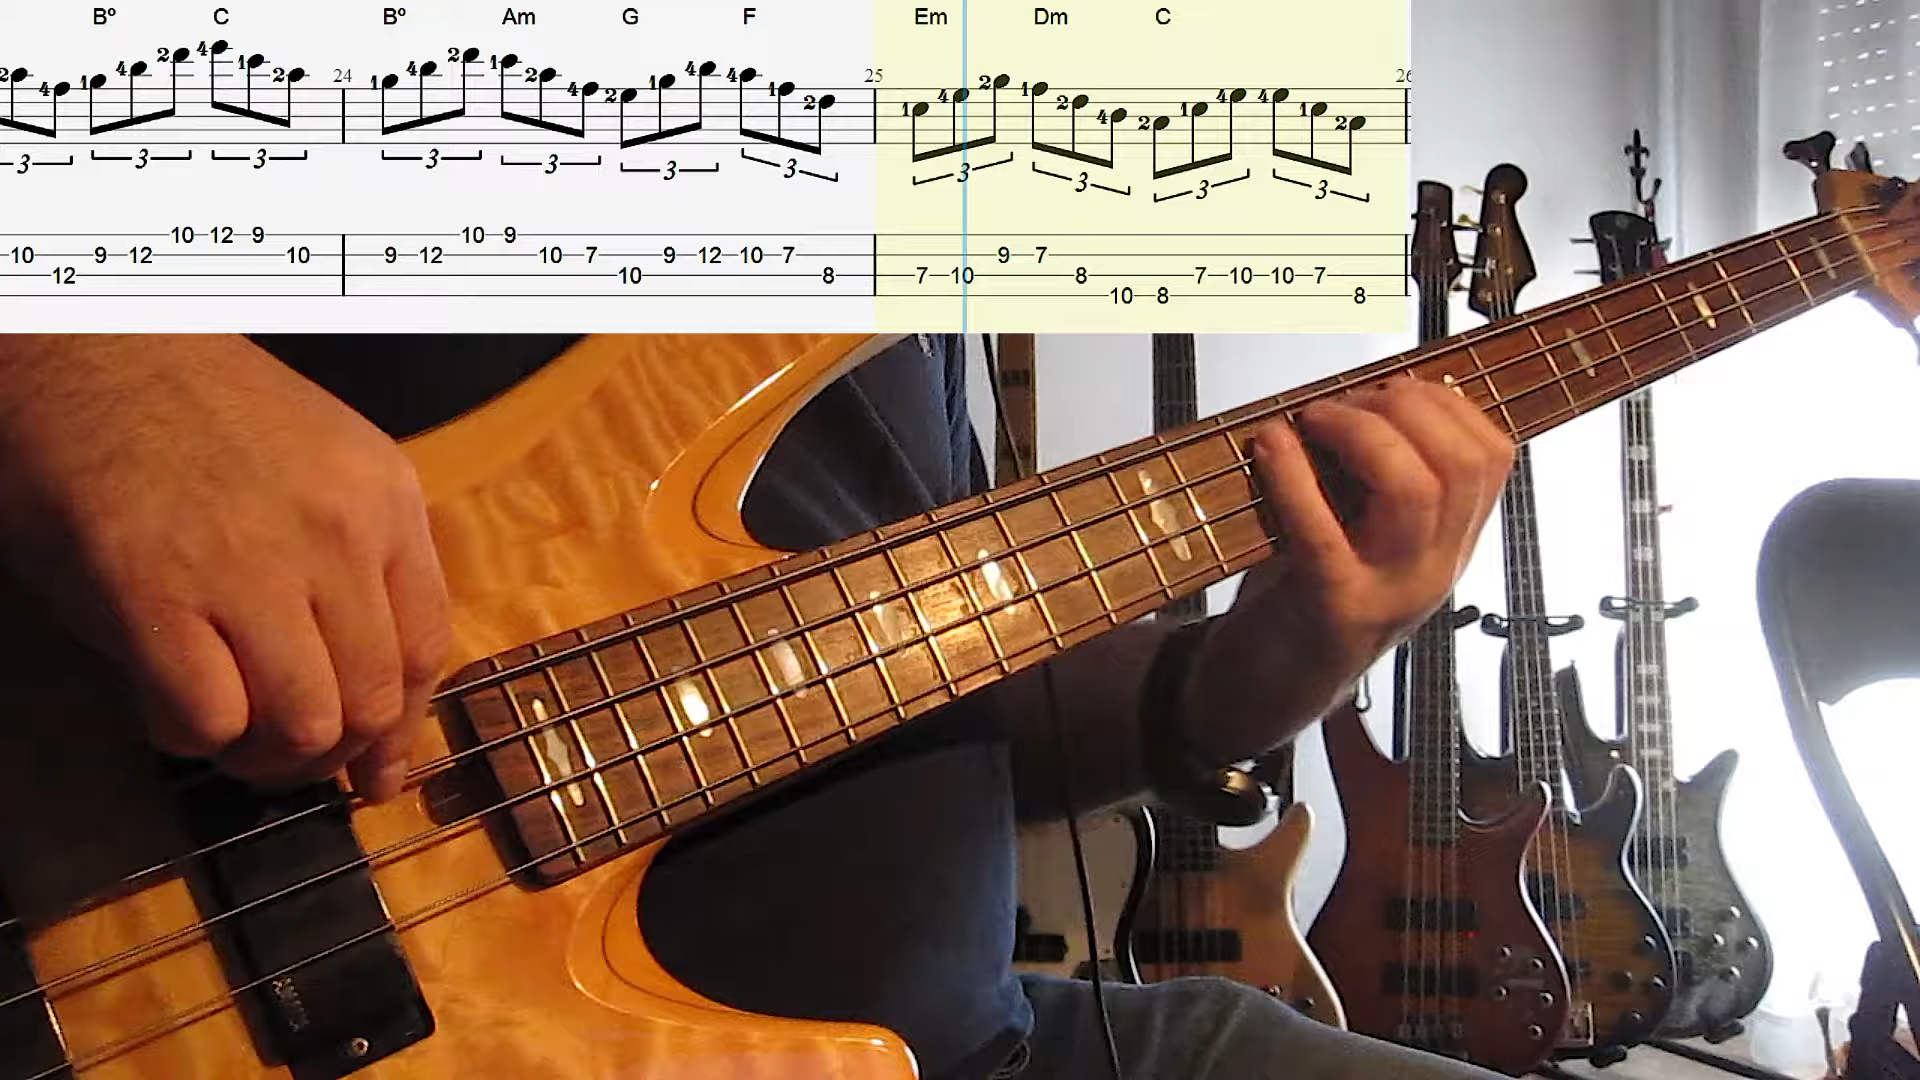 B° C B° Am G F Em Dm C
2 4 1 4 2 4 1 2 24 1 4 2 1 2 4 2 1 4 4 1 2 25 1 4 2 1 2 4 2 1 4 4 1 2 26
3 3 3 3 3 3 3 3 3 3 3
10 12 9 10 9
10 9 12 10 9 12 10 7 9 12 10 7 9 7
12 10 8 7 10 8 7 10 10 7
10 8 8